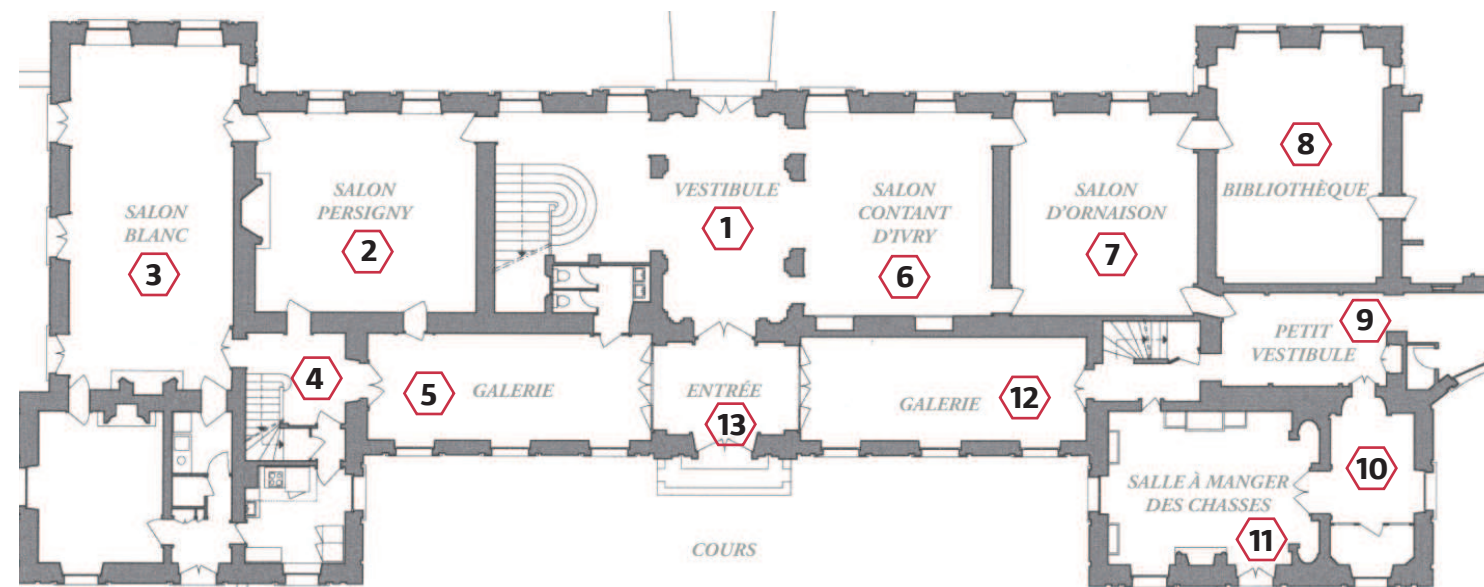 SALON
BLANC
3
SALON
PERSIGNY
2
VESTIBULE
1
SALON
CONTANT
D'IVRY
6
SALON
D'ORNAISON
7
8
BIBLIOTHÈQUE
4
5
GALERIE
ENTRÉE
13
GALERIE
12
9
PETIT
VESTIBULE
10
SALLE À MANGER
DES CHASSES
11
COURS